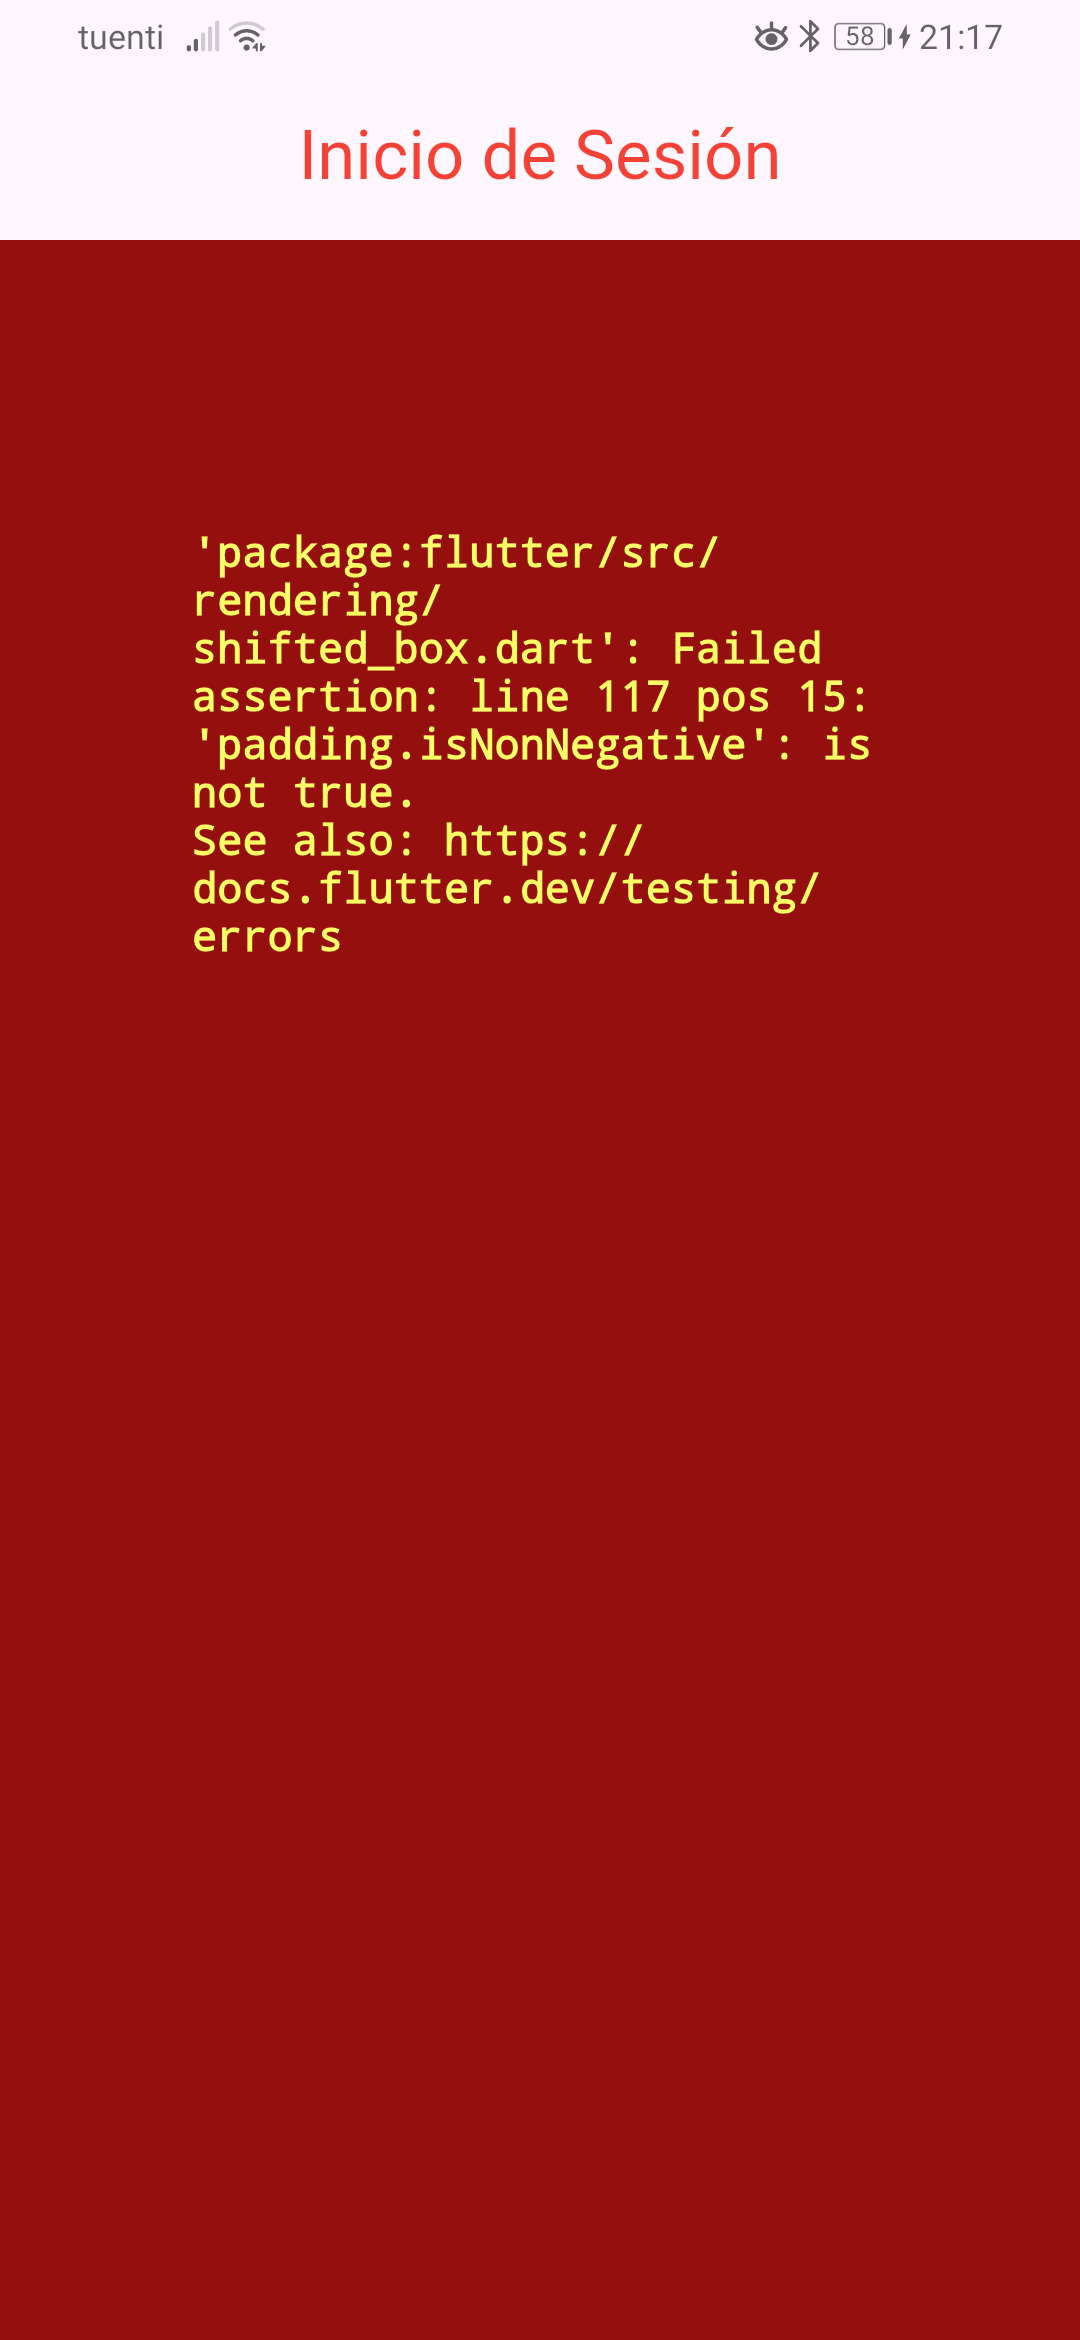 tuenti 58 21:17
Inicio de Sesión
'package:flutter/src/
rendering/
shifted_box.dart': Failed
assertion: line 117 pos 15:
'padding.isNonNegative': is
not true.
See also: https://
docs.flutter.dev/testing/
errors